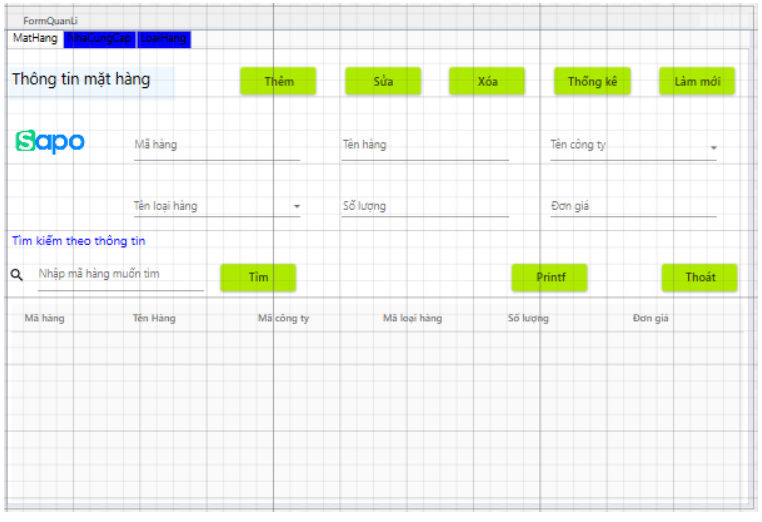 FormQuanLi
MatHang NhaCungCap LoaiHang
Thông tin mặt hàng Thêm Sửa Xóa Thống kê Làm mới
Sapo Mã hàng Tên hàng Tên công ty
Tên loại hàng Số lượng Đơn giá
Tìm kiếm theo thông tin
Nhập mã hàng muốn tìm Tìm Printf Thoát
Mã hàng Tên Hàng Mã công ty Mã loại hàng Số lượng Đơn giá